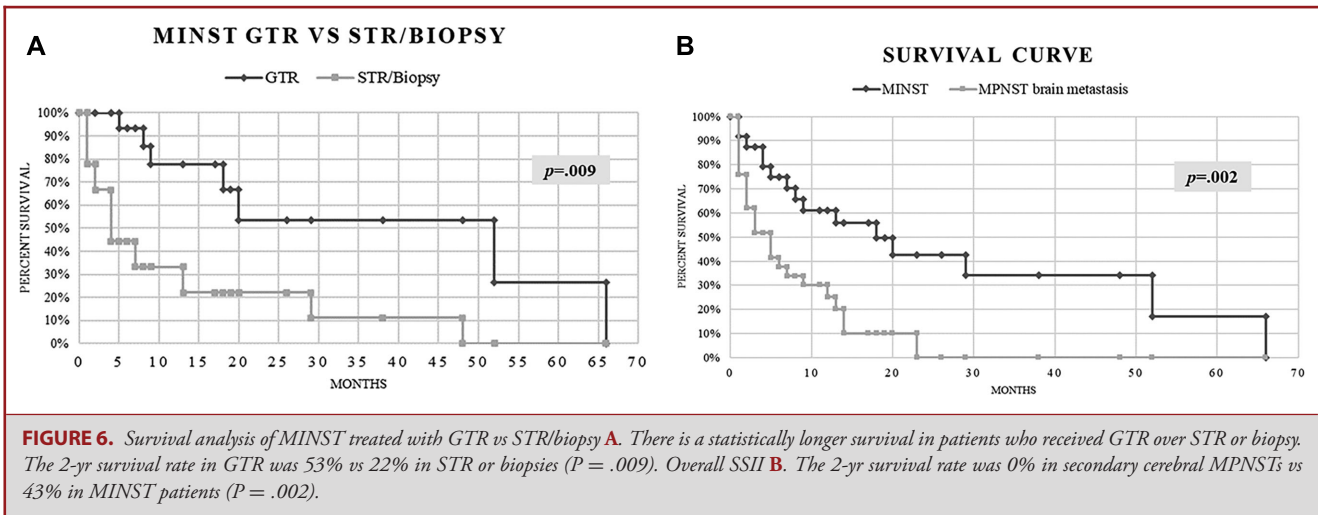 A
MINST GTR VS STR/BIOPSY
GTR STR/Biopsy
PERCENT SURVIVAL
100%
90%
80%
70%
60%
50%
40%
30%
20%
10%
0%
p=.009
0 5 10 20 30 40 50 60 70
MONTHS
B
SURVIVAL CURVE
MINST MPNST brain metastasis
PERCENT SURVIVAL
100%
90%
80%
70%
60%
50%
40%
30%
20%
10%
0%
p=.002
0 10 20 30 40 50 60 70
MONTHS
FIGURE 6. Survival analysis of MINST treated with GTR vs STR/biopsy A. There is a statistically longer survival in patients who received GTR over STR or biopsy.
The 2-yr survival rate in GTR was 53% vs 22% in STR or biopsies (P = .009). Overall SSII B. The 2-yr survival rate was 0% in secondary cerebral MPNSTs vs
43% in MINST patients (P = .002).